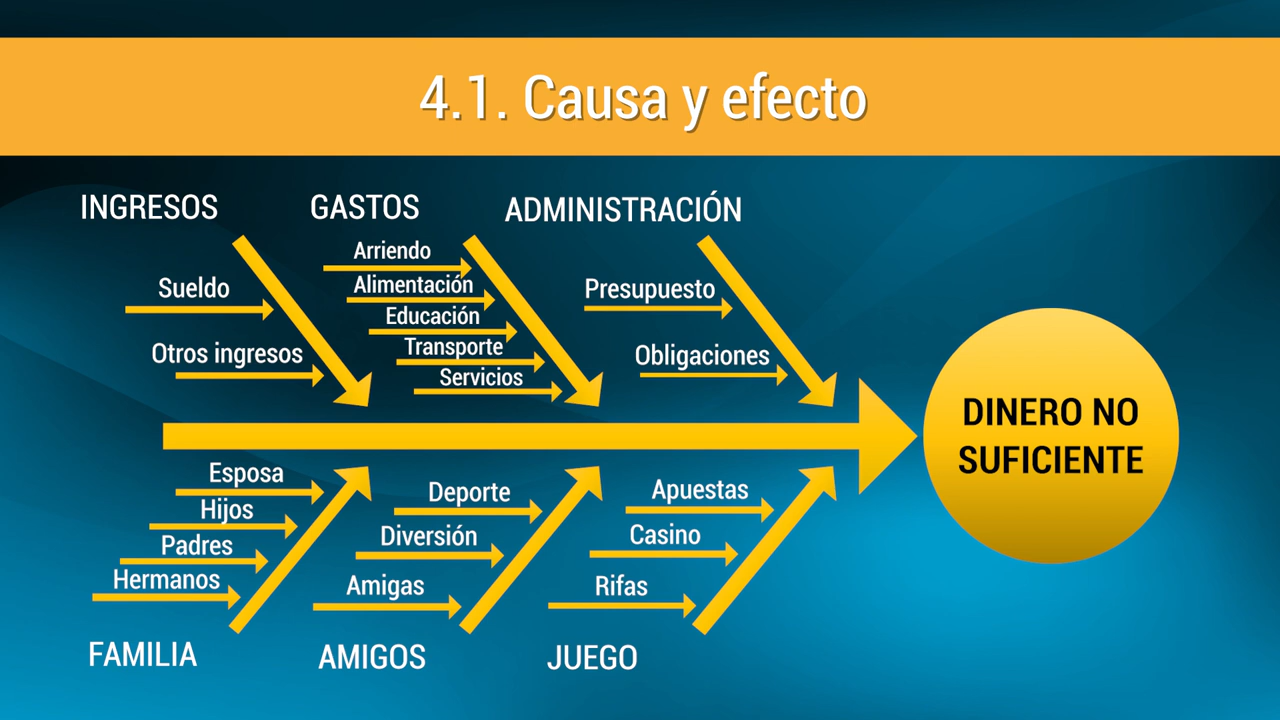 4.1. Causa y efecto
INGRESOS
Sueldo
Otros ingresos
GASTOS
Arriendo
Alimentación
Educación
Transporte
Servicios
ADMINISTRACIÓN
Presupuesto
Obligaciones
DINERO NO
SUFICIENTE
Esposa
Hijos
Padres
Hermanos
FAMILIA
Deporte
Diversión
Amigas
AMIGOS
Apuestas
Casino
Rifas
JUEGO